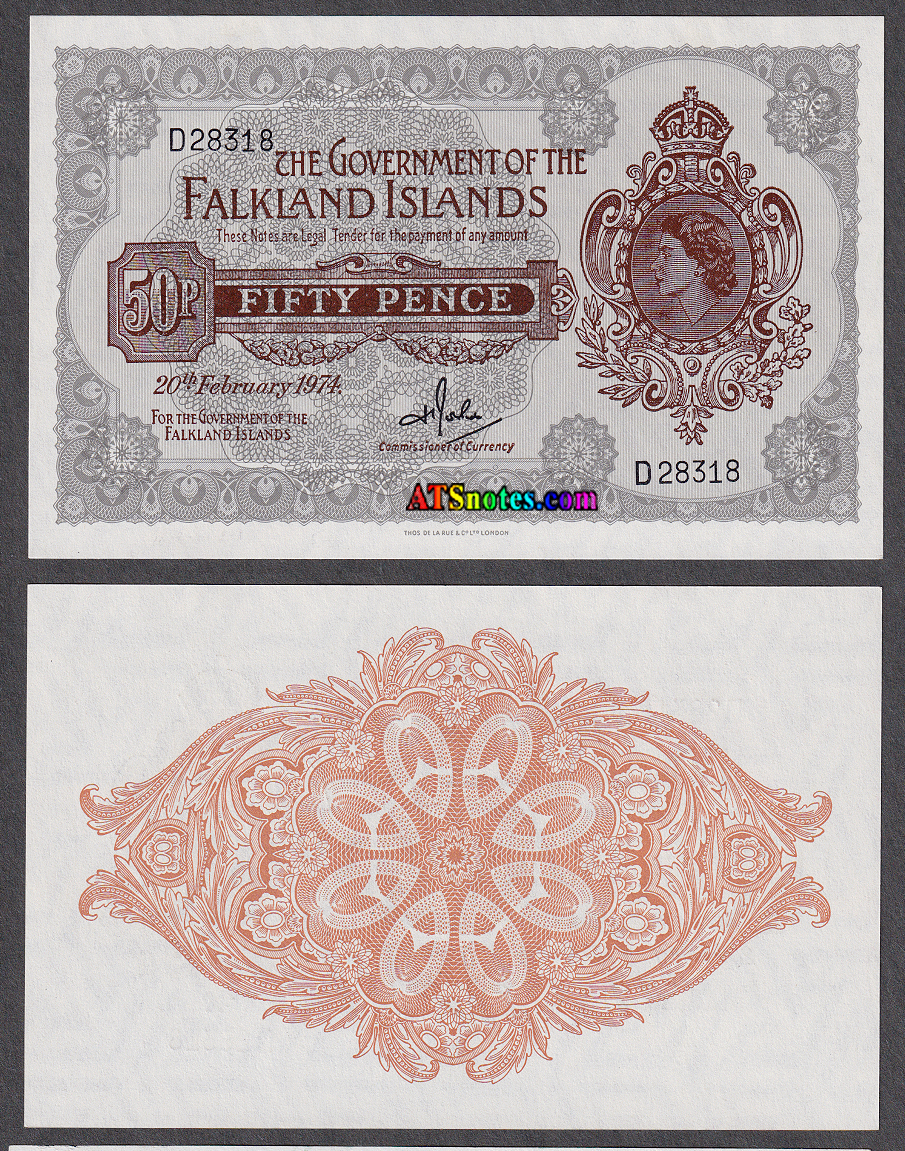 D28318
THE GOVERNMENT OF THE
FALKLAND ISLANDS
These Notes are Legal Tender for the payment of any amount
50P
FIFTY PENCE
20th February 1974.
FOR THE GOVERNMENT OF THE
FALKLAND ISLANDS
Commissioner of Currency
D28318
ATSnotes.com
THOS DE LA RUE & Co LTD LONDON